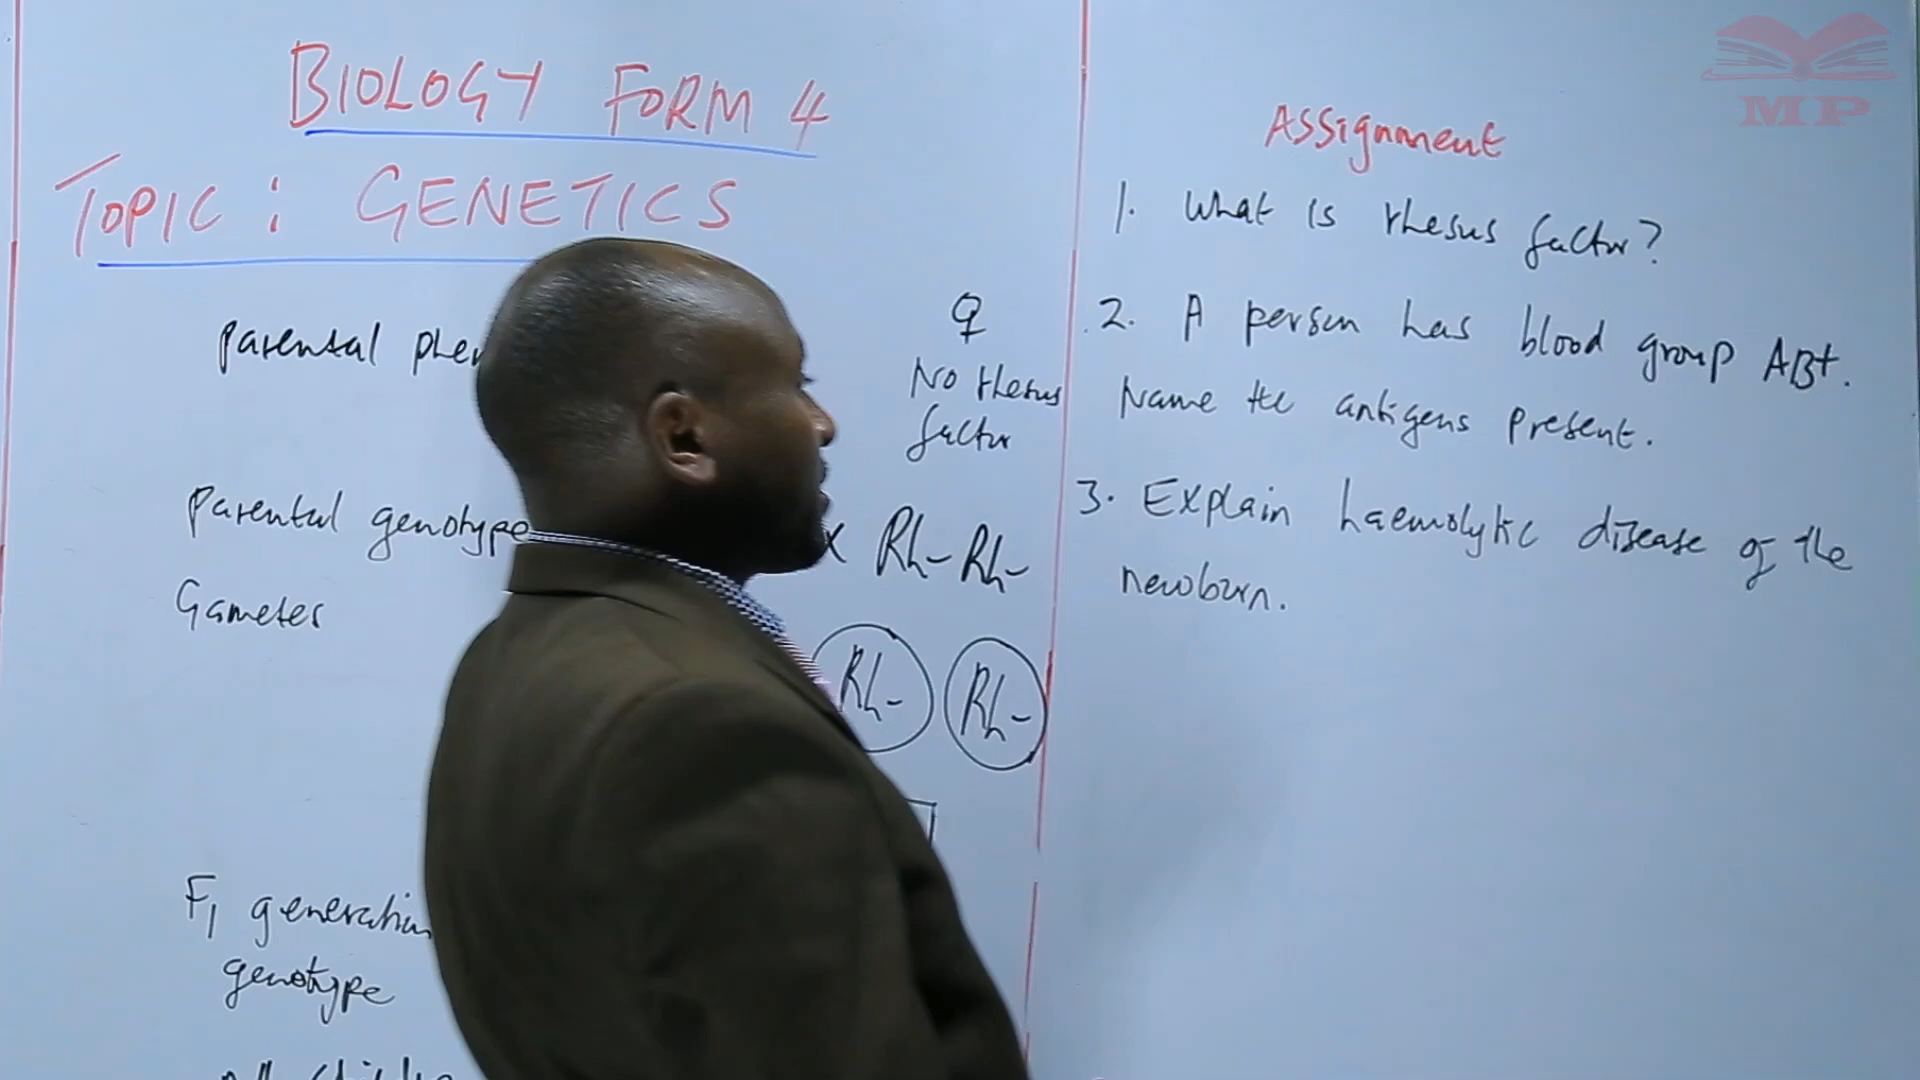 BIOLOGY FORM 4
TOPIC : GENETICS
Parental
♀
No rhesus
factor
Parental genotype
x Rh- Rh-
Gametes
Rh- Rh-
F1 generation
genotype
Assignment
1. What is rhesus factor?
2. A person has blood group AB+.
Name the antigens present.
3. Explain haemolytic disease of the
newborn.
MP